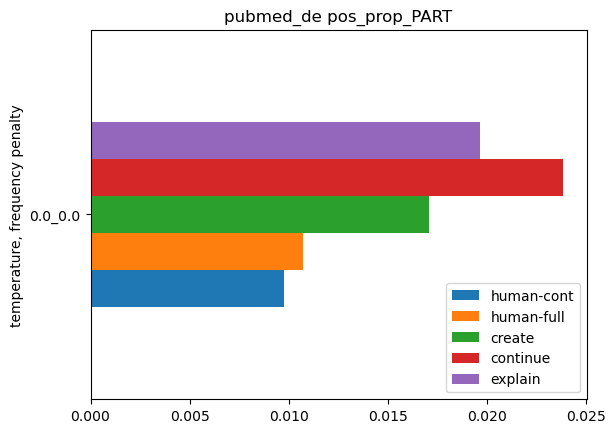 pubmed_de pos_prop_PART
temperature, frequency penalty
0.0_0.0
human-cont
human-full
create
continue
explain
0.000 0.005 0.010 0.015 0.020 0.025